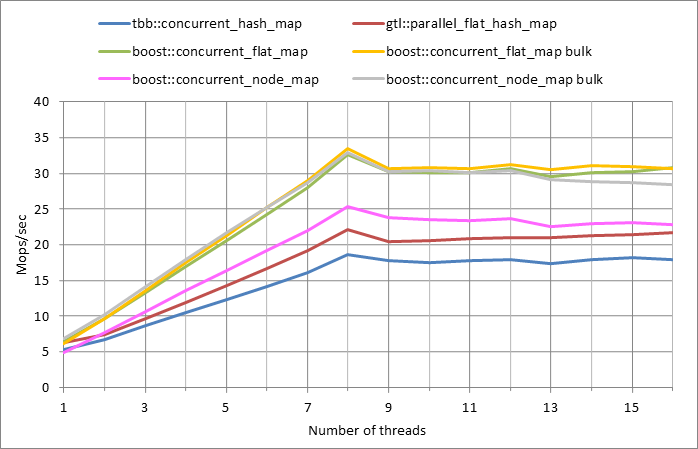 tbb::concurrent_hash_map gtl::parallel_flat_hash_map
boost::concurrent_flat_map boost::concurrent_flat_map bulk
boost::concurrent_node_map boost::concurrent_node_map bulk
40
35
30
25
20
15
10
5
0
Mops/sec
1 3 5 7 9 11 13 15
Number of threads